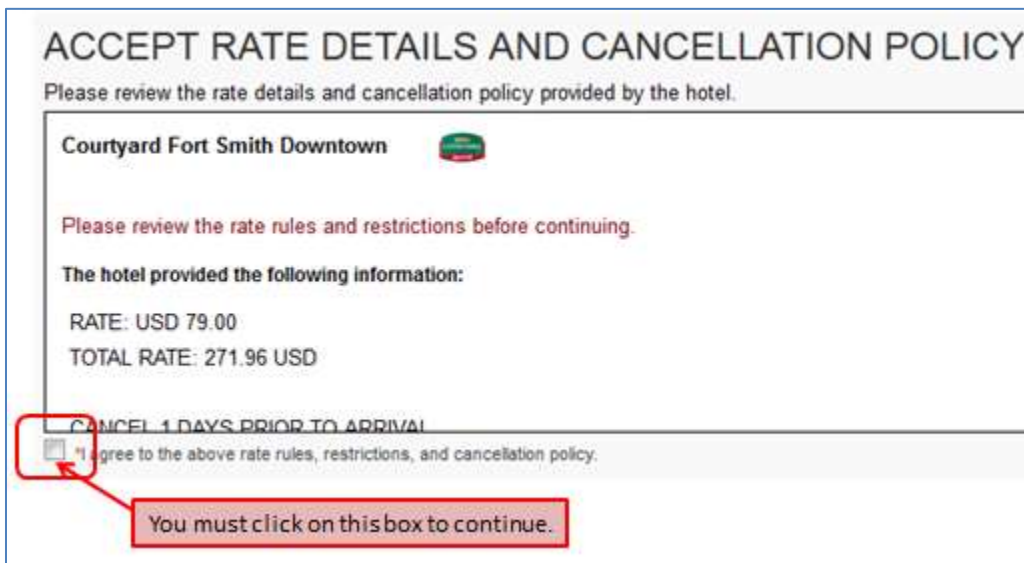 ACCEPT RATE DETAILS AND CANCELLATION POLICY
Please review the rate details and cancellation policy provided by the hotel.
Courtyard Fort Smith Downtown
Please review the rate rules and restrictions before continuing.
The hotel provided the following information:
RATE: USD 79.00
TOTAL RATE: 271.96 USD
CANCEL 1 DAYS PRIOR TO ARRIVAL
*I agree to the above rate rules, restrictions, and cancellation policy.
You must click on this box to continue.